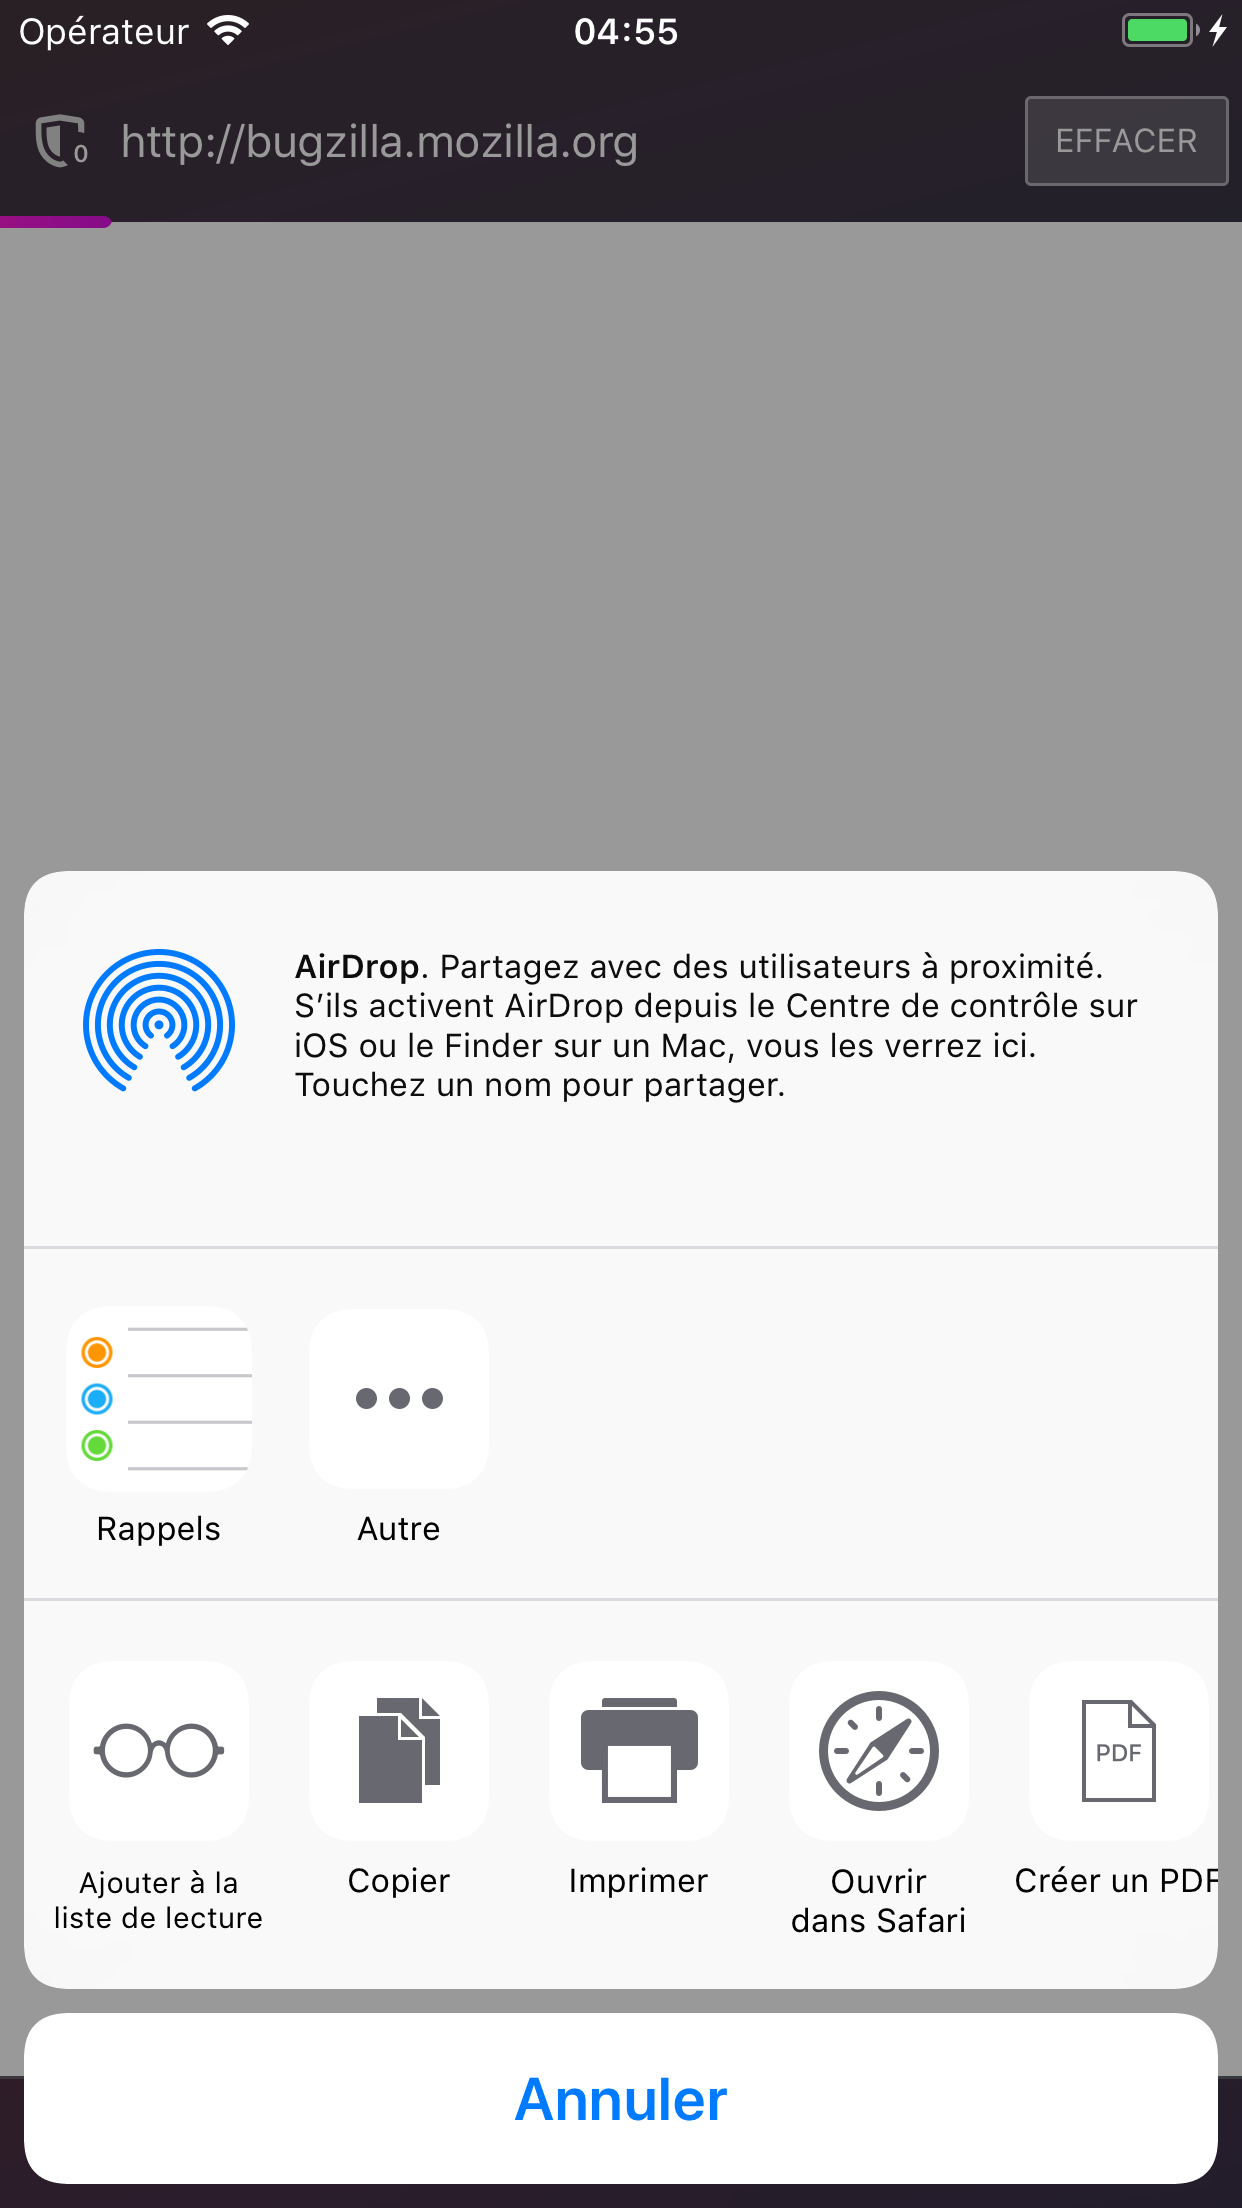 Opérateur 04:55
0 http://bugzilla.mozilla.org EFFACER
AirDrop. Partagez avec des utilisateurs à proximité.
S’ils activent AirDrop depuis le Centre de contrôle sur
iOS ou le Finder sur un Mac, vous les verrez ici.
Touchez un nom pour partager.
Rappels
Autre
Ajouter à la
liste de lecture
Copier
Imprimer
Ouvrir
dans Safari
PDF
Créer un PDF
Annuler